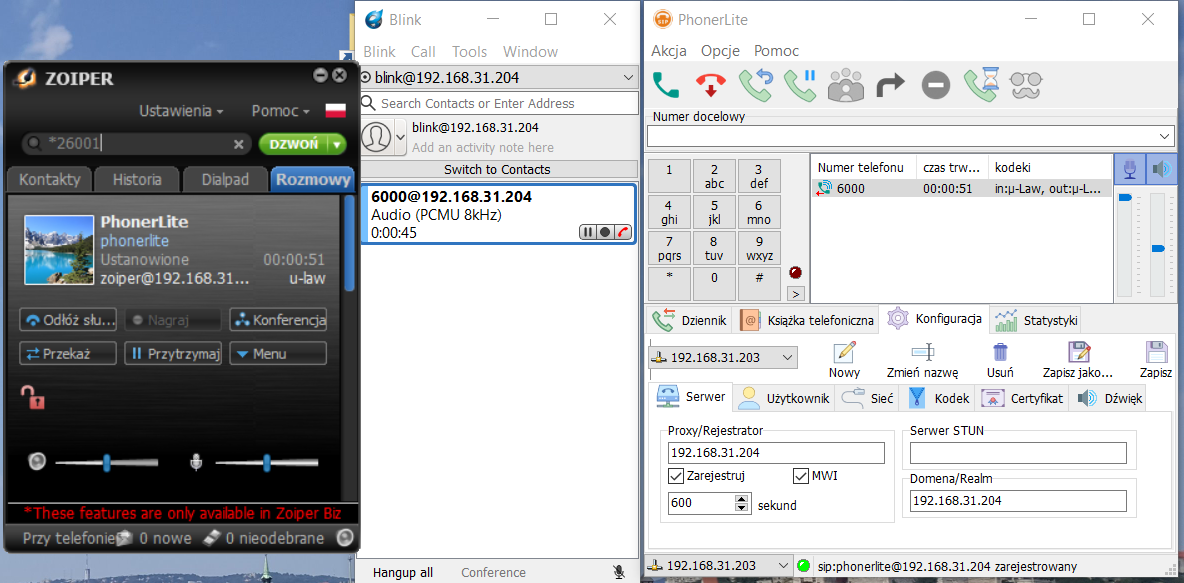 ZOIPER
Ustawienia
Pomoc
*26001
DZWOŃ
Kontakty
Historia
Dialpad
Rozmowy
PhonerLite
phonerlite
Ustanowione
00:00:51
zoiper@192.168.31...
u-law
Odłóż słu...
Nagraj
Konferencja
Przekaż
Przytrzymaj
Menu
*These features are only available in Zoiper Biz
Przy telefonie
0 nowe
0 nieodebrane
Blink
Blink Call Tools Window
blink@192.168.31.204
Search Contacts or Enter Address
blink@192.168.31.204
Add an activity note here
Switch to Contacts
6000@192.168.31.204
Audio (PCMU 8kHz)
0:00:45
Hangup all
Conference
SIP
PhonerLite
Akcja Opcje Pomoc
Numer docelowy
1
2
abc
3
def
4
ghi
5
jkl
6
mno
7
pqrs
8
tuv
9
wxyz
*
0
#
>
Numer telefonu
czas trw...
kodeki
6000
00:00:51
in:μ-Law, out:μ-L...
Dziennik
Książka telefoniczna
Konfiguracja
Statystyki
192.168.31.203
Nowy
Zmień nazwę
Usuń
Zapisz jako...
Zapisz
Serwer
Użytkownik
Sieć
Kodek
Certyfikat
Dźwięk
Proxy/Rejestrator
192.168.31.204
Zarejestruj
MWI
600
sekund
Serwer STUN
Domena/Realm
192.168.31.204
192.168.31.203
sip:phonerlite@192.168.31.204 zarejestrowany